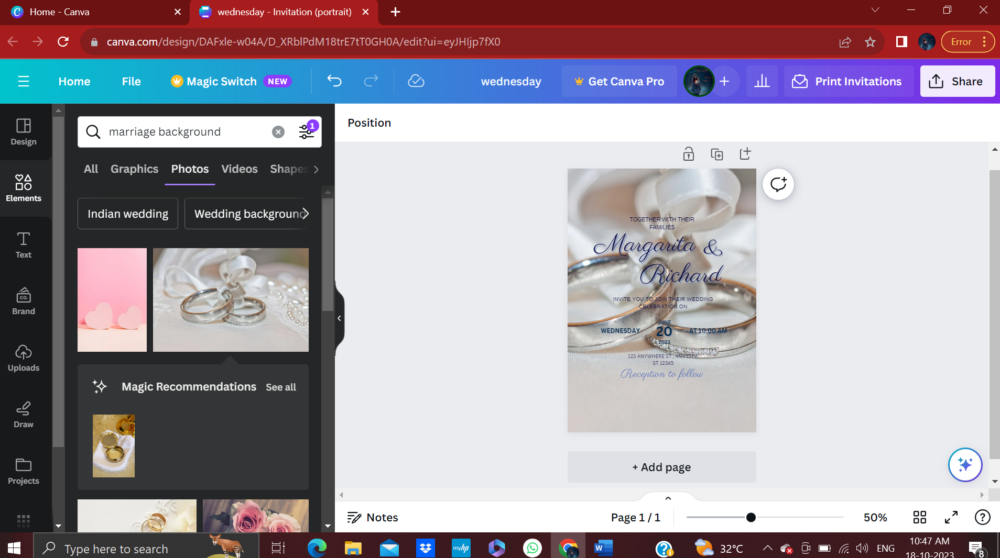 Home - Canva
wednesday - Invitation (portrait)
canva.com/design/DAFxle-w04A/D_XRblPdM18trE7tT0GH0A/edit?ui=eyJHIjp7fX0
Error
Home
File
Magic Switch
NEW
wednesday
Get Canva Pro
Print Invitations
Share
Design
Elements
Text
CO.
Brand
Uploads
Draw
Projects
marriage background
1
All
Graphics
Photos
Videos
Shapes
Indian wedding
Wedding background
Magic Recommendations
See all
Position
TOGETHER WITH THEIR
FAMILIES
Margarita &
Richard
INVITE YOU TO JOIN THEIR WEDDING
CELEBRATION ON
WEDNESDAY
JUNE
20
2023
AT 10:00 AM
123 ANYWHERE ST., ANY CITY,
ST 12345
Reception to follow
+ Add page
Notes
Page 1 / 1
50%
Type here to search
myhp
W
32°C
ENG
10:47 AM
18-10-2023
8